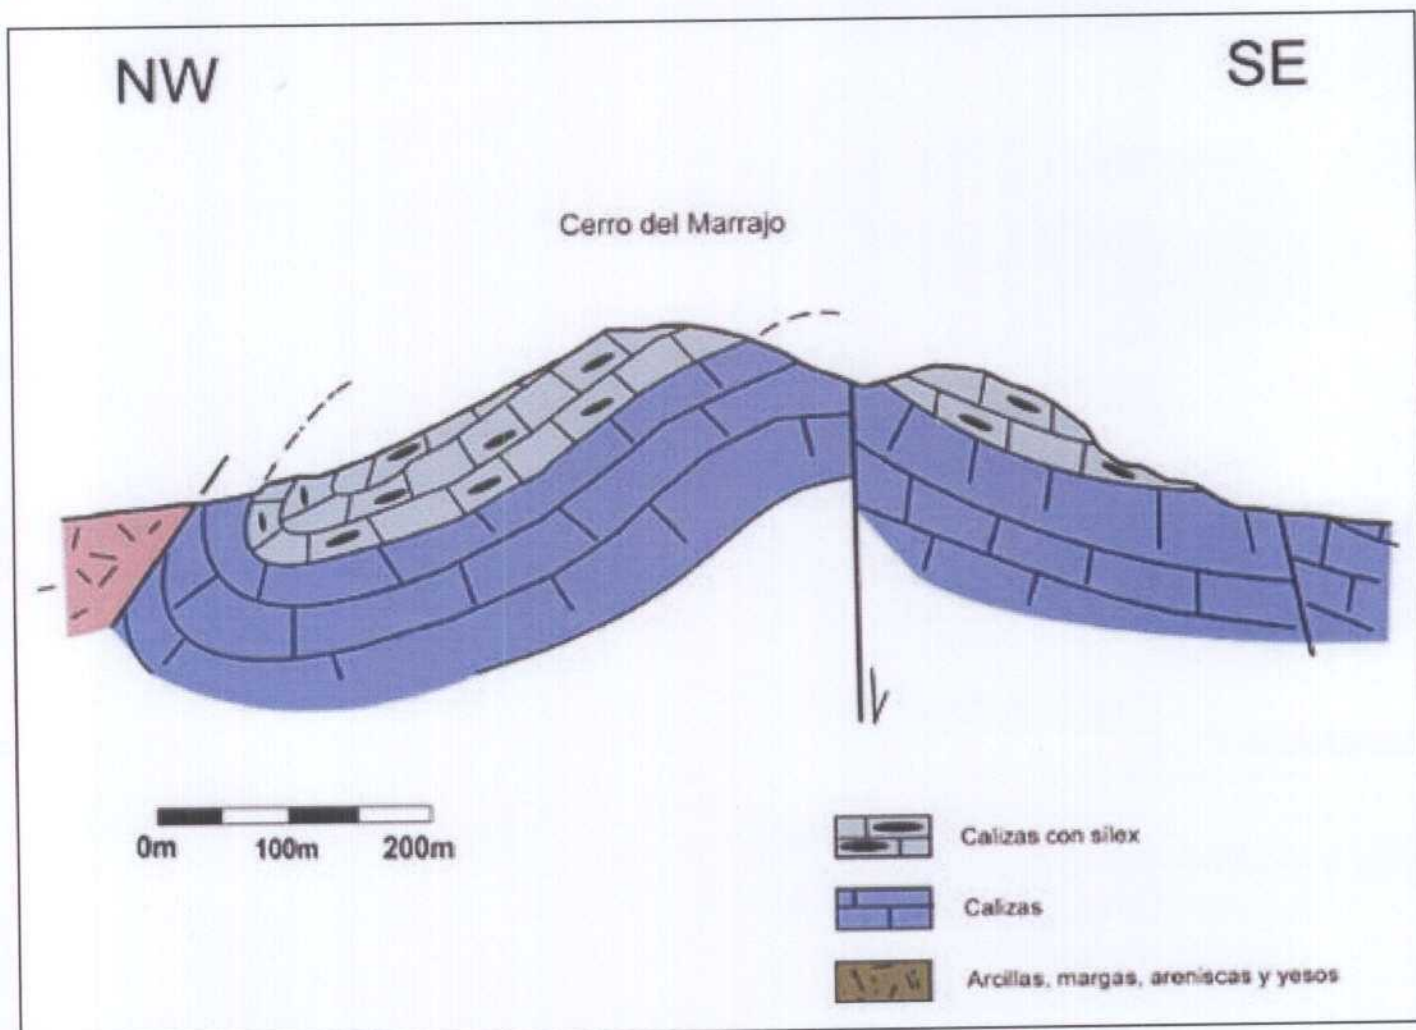 NW
SE
Cerro del Marrajo
0m 100m 200m
Calizas con silex
Calizas
Arcillas, margas, areniscas y yesos